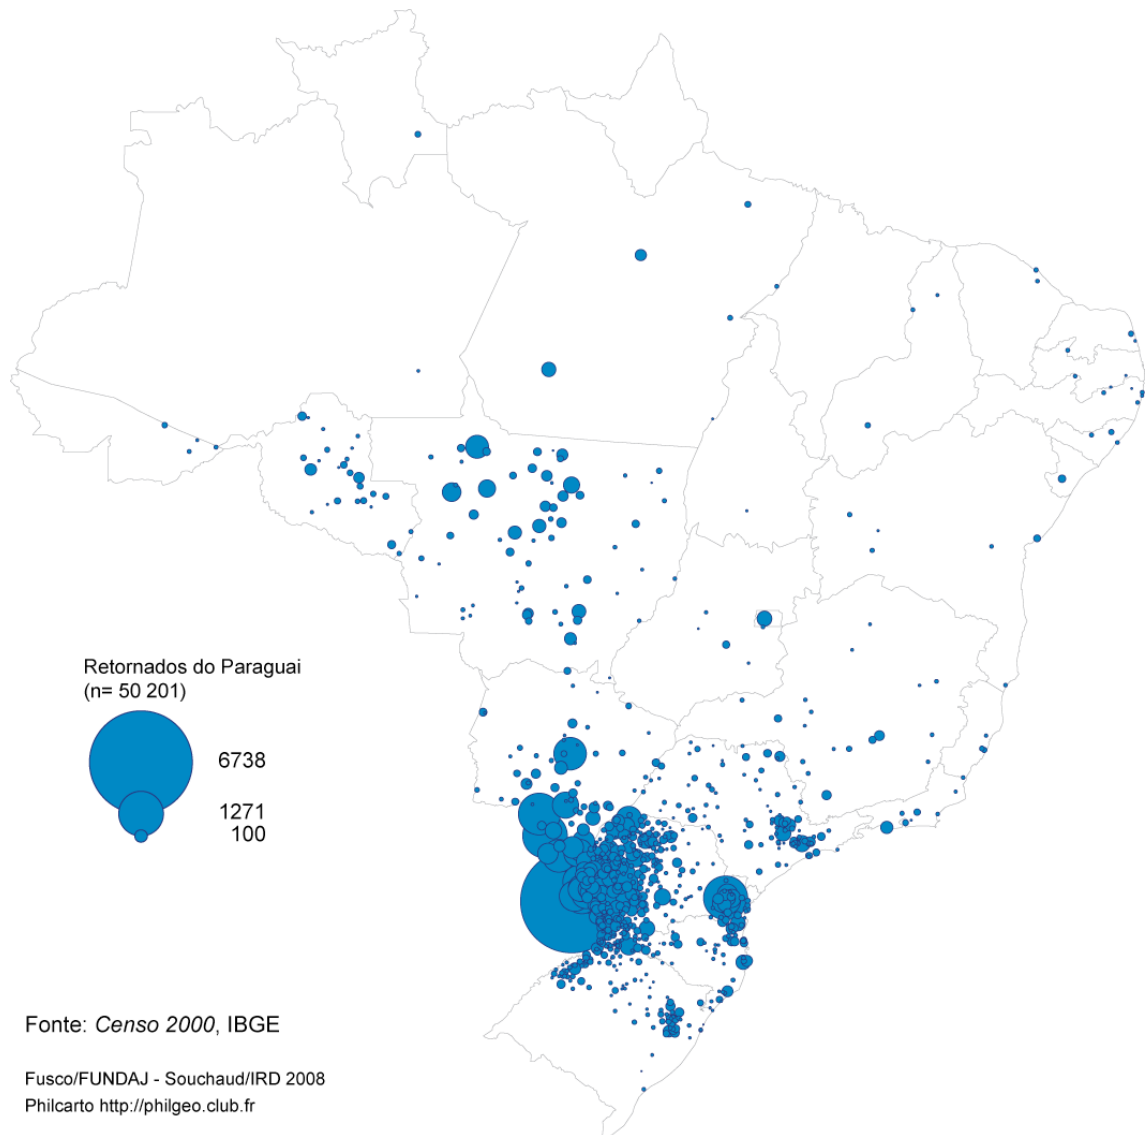 Retornados do Paraguai
(n= 50 201)
6738
1271
100
Fonte: Censo 2000, IBGE
Fusco/FUNDAJ - Souchaud/IRD 2008
Philcarto http://philgeo.club.fr